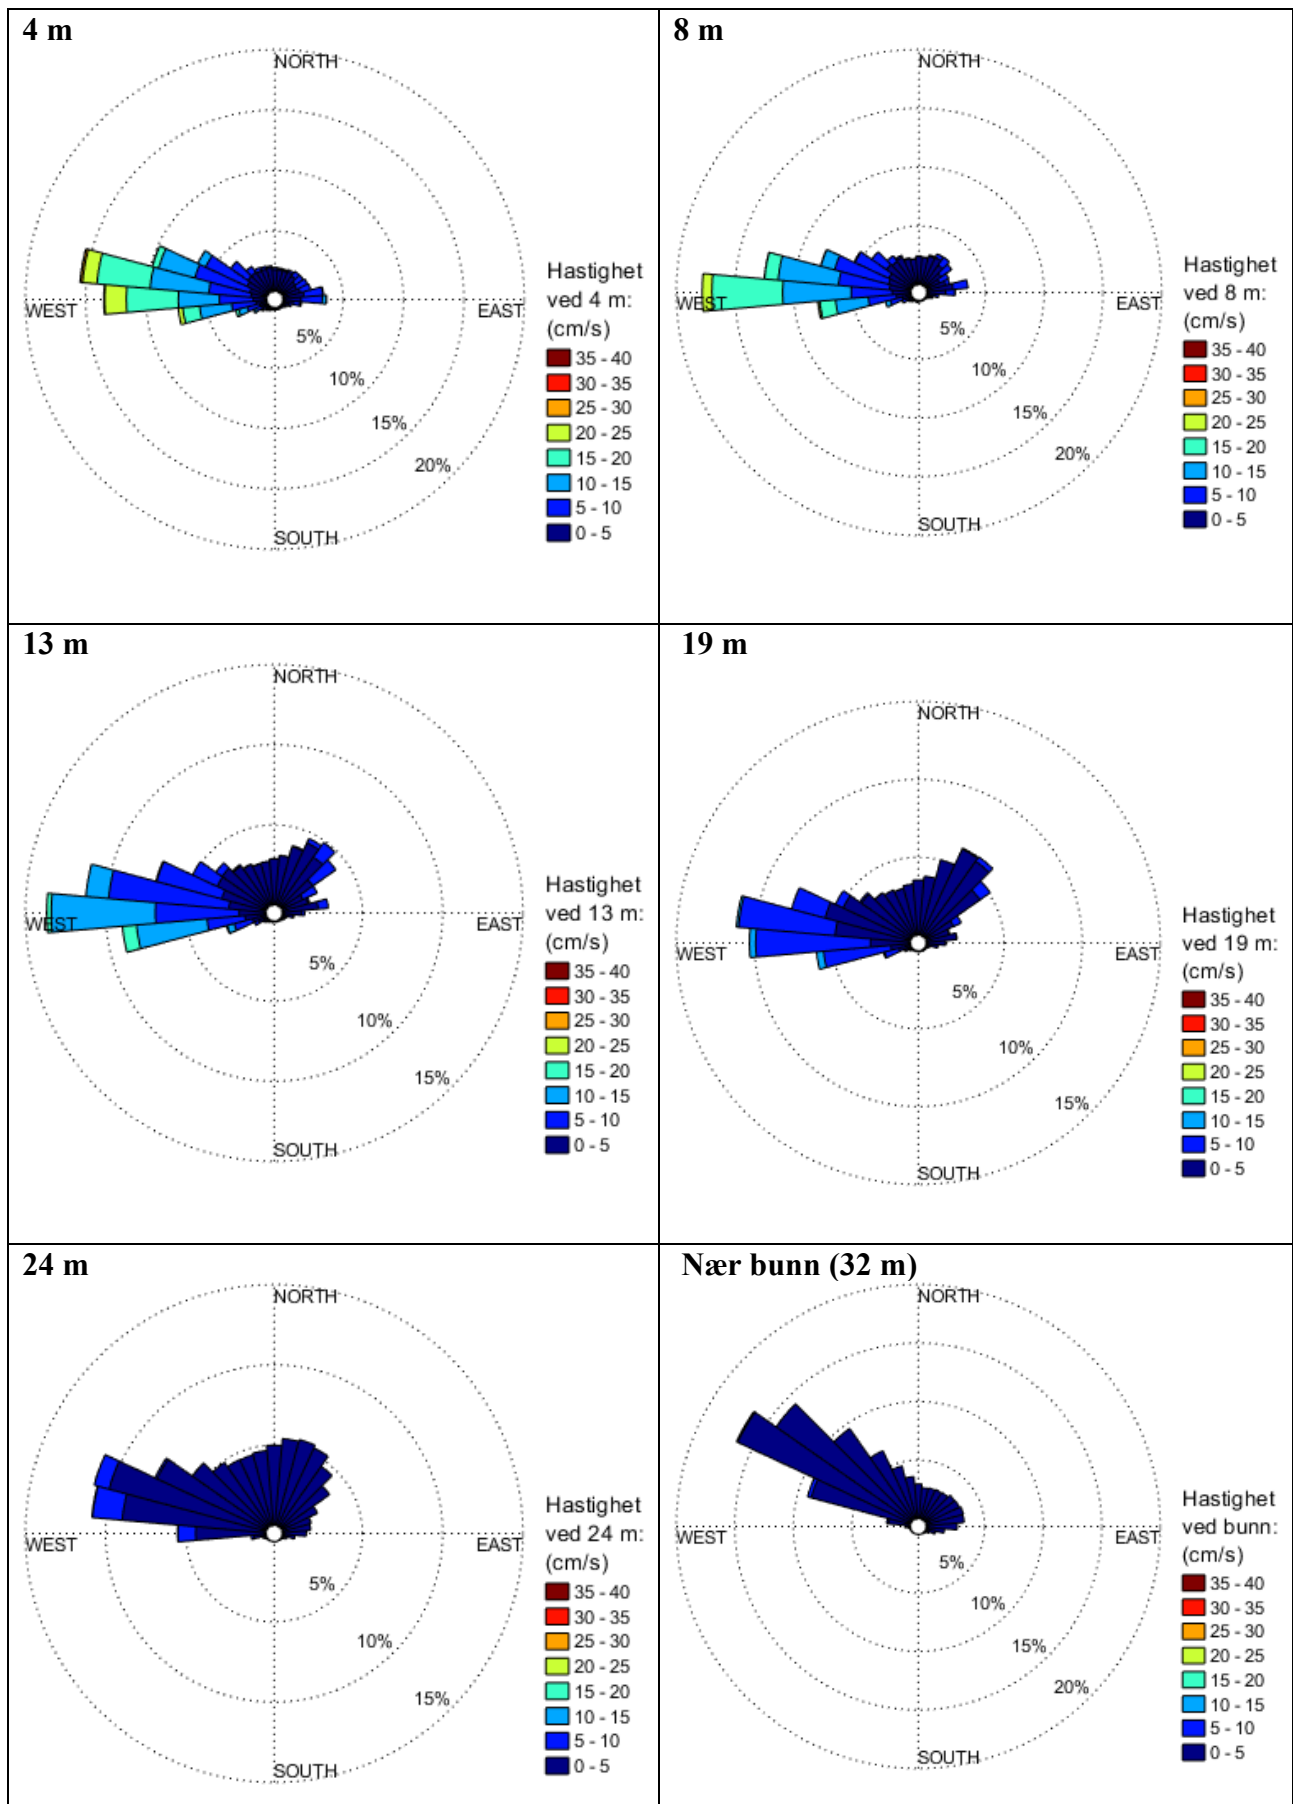 4 m
NORTH
WEST
EAST
SOUTH
5%
10%
15%
20%
Hastighet
ved 4 m:
(cm/s)
35 - 40
30 - 35
25 - 30
20 - 25
15 - 20
10 - 15
5 - 10
0 - 5
8 m
NORTH
WEST
EAST
SOUTH
5%
10%
15%
20%
Hastighet
ved 8 m:
(cm/s)
35 - 40
30 - 35
25 - 30
20 - 25
15 - 20
10 - 15
5 - 10
0 - 5
13 m
NORTH
WEST
EAST
SOUTH
5%
10%
15%
Hastighet
ved 13 m:
(cm/s)
35 - 40
30 - 35
25 - 30
20 - 25
15 - 20
10 - 15
5 - 10
0 - 5
19 m
NORTH
WEST
EAST
SOUTH
5%
10%
15%
Hastighet
ved 19 m:
(cm/s)
35 - 40
30 - 35
25 - 30
20 - 25
15 - 20
10 - 15
5 - 10
0 - 5
24 m
NORTH
WEST
EAST
SOUTH
5%
10%
15%
Hastighet
ved 24 m:
(cm/s)
35 - 40
30 - 35
25 - 30
20 - 25
15 - 20
10 - 15
5 - 10
0 - 5
Nær bunn (32 m)
NORTH
WEST
EAST
SOUTH
5%
10%
15%
20%
Hastighet
ved bunn:
(cm/s)
35 - 40
30 - 35
25 - 30
20 - 25
15 - 20
10 - 15
5 - 10
0 - 5